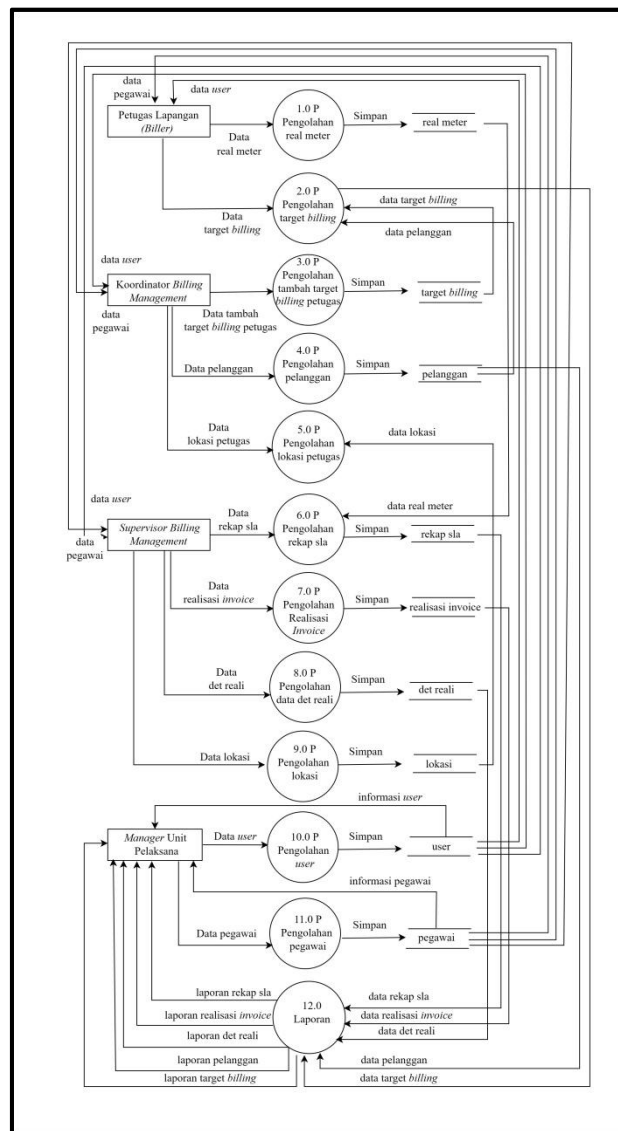 data
pegawai
data user
Petugas Lapangan
(Biller)
Data
real meter
1.0 P
Pengolahan
real meter
Simpan
real meter
Data
target billing
2.0 P
Pengolahan
target billing
data target billing
data pelanggan
data user
Koordinator Billing
Management
data
pegawai
Data tambah
target billing petugas
3.0 P
Pengolahan
tambah target
billing petugas
Simpan
target billing
Data pelanggan
4.0 P
Pengolahan
pelanggan
Simpan
pelanggan
Data
lokasi petugas
5.0 P
Pengolahan
lokasi petugas
data lokasi
data user
Supervisor Billing
Management
data
pegawai
Data
rekap sla
6.0 P
Pengolahan
rekap sla
data real meter
Simpan
rekap sla
Data
realisasi invoice
7.0 P
Pengolahan
Realisasi
Invoice
Simpan
realisasi invoice
Data
det reali
8.0 P
Pengolahan
data det reali
Simpan
det reali
Data lokasi
9.0 P
Pengolahan
lokasi
Simpan
lokasi
informasi user
Manager Unit
Pelaksana
Data user
10.0 P
Pengolahan
user
Simpan
user
informasi pegawai
Data pegawai
11.0 P
Pengolahan
pegawai
Simpan
pegawai
laporan rekap sla
laporan realisasi invoice
laporan det reali
laporan pelanggan
laporan target billing
12.0
Laporan
data rekap sla
data realisasi invoice
data det reali
data pelanggan
data target billing